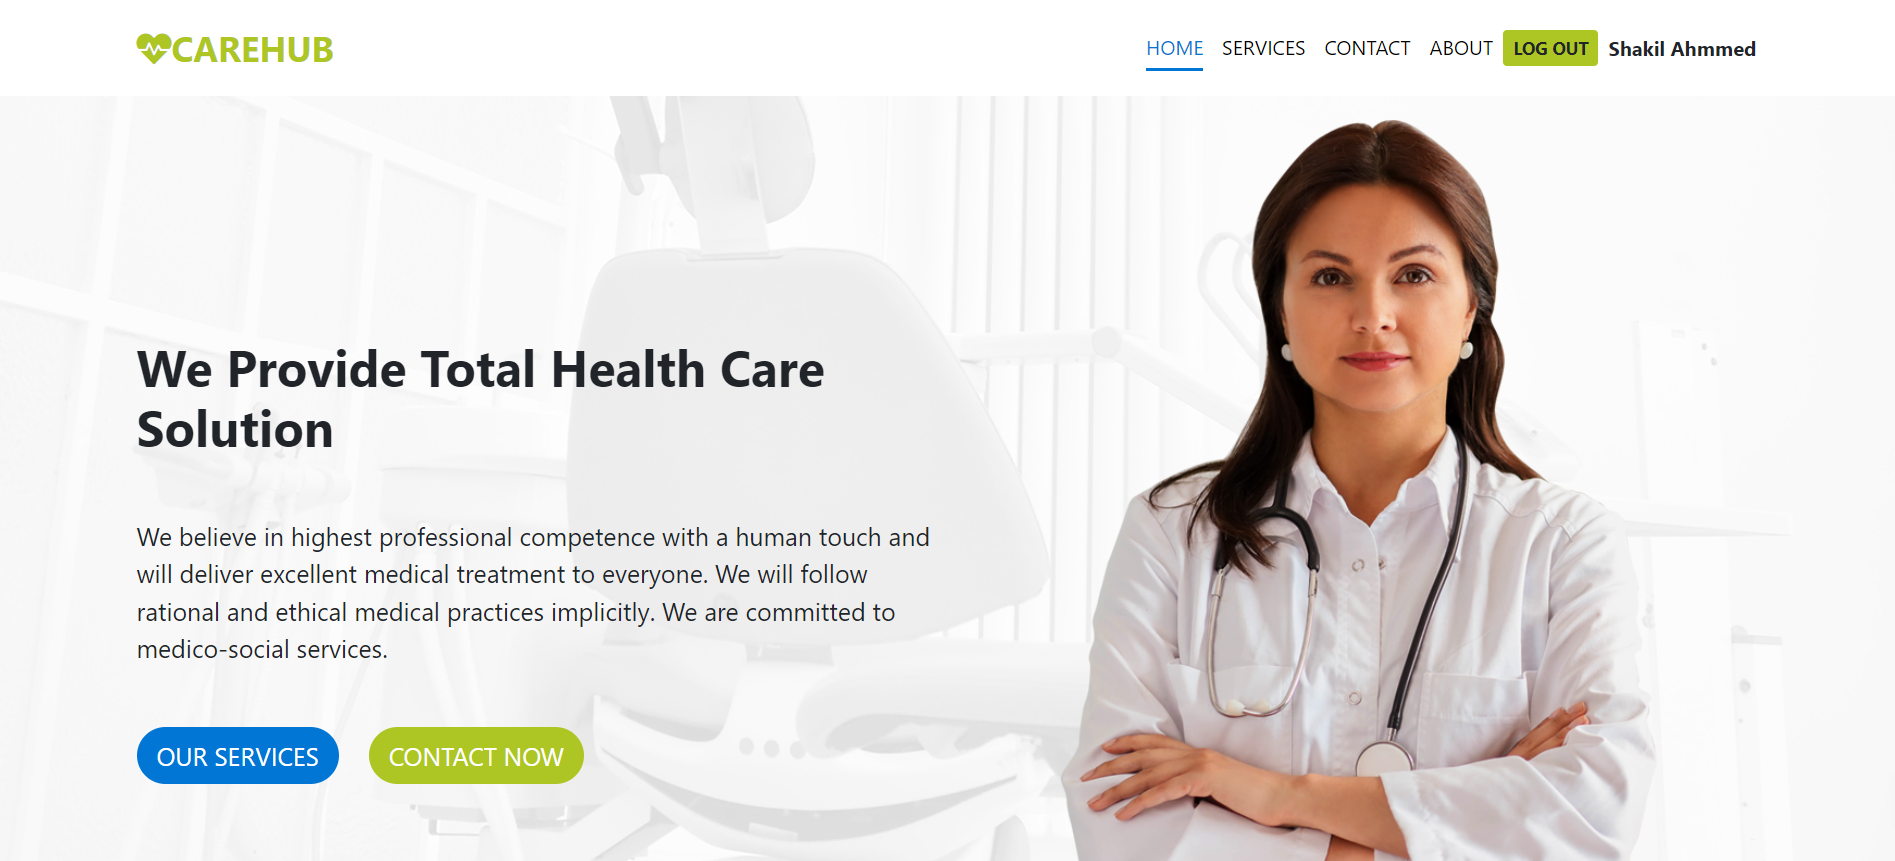 CAREHUB
HOME SERVICES CONTACT ABOUT LOG OUT Shakil Ahmmed
We Provide Total Health Care
Solution
We believe in highest professional competence with a human touch and
will deliver excellent medical treatment to everyone. We will follow
rational and ethical medical practices implicitly. We are committed to
medico-social services.
OUR SERVICES CONTACT NOW